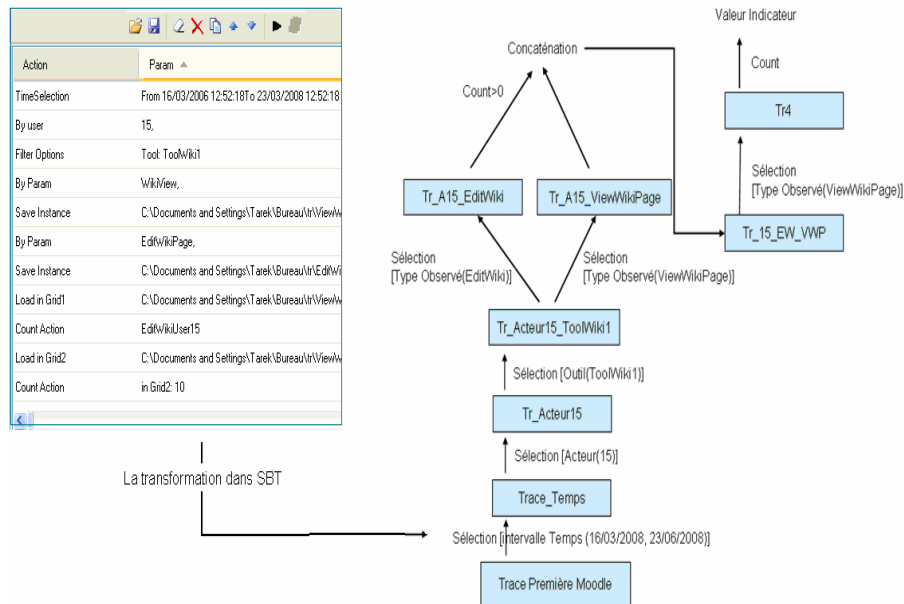 Action Param
TimeSelection From 16/03/2006 12:52:18To 23/03/2008 12:52:18
By user 15,
Filter Options Tool: ToolWiki1
By Param WikiView,
Save Instance C:\Documents and Settings\Tarek\Bureau\tr\ViewW
By Param EditWikiPage,
Save Instance C:\Documents and Settings\Tarek\Bureau\tr\EditWi
Load in Grid1 C:\Documents and Settings\Tarek\Bureau\tr\ViewW
Count Action EditWikiUser15
Load in Grid2 C:\Documents and Settings\Tarek\Bureau\tr\ViewW
Count Action in Grid2: 10
La transformation dans SBT
Valeur Indicateur
Count
Tr4
Sélection
[Type Observé(ViewWikiPage)]
Tr_15_EW_VWP
Concaténation
Count>0
Tr_A15_EditWiki
Tr_A15_ViewWikiPage
Sélection
[Type Observé(EditWiki)]
Sélection
[Type Observé(ViewWikiPage)]
Tr_Acteur15_ToolWiki1
Sélection [Outil(ToolWiki1)]
Tr_Acteur15
Sélection [Acteur(15)]
Trace_Temps
Sélection [intervalle Temps (16/03/2008, 23/06/2008)]
Trace Première Moodle